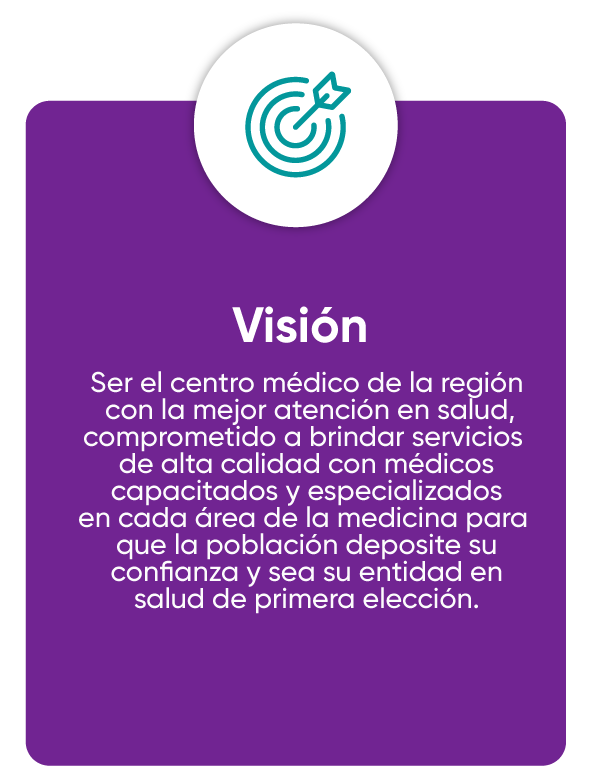 Visión
Ser el centro médico de la región
con la mejor atención en salud,
comprometido a brindar servicios
de alta calidad con médicos
capacitados y especializados
en cada área de la medicina para
que la población deposite su
confianza y sea su entidad en
salud de primera elección.